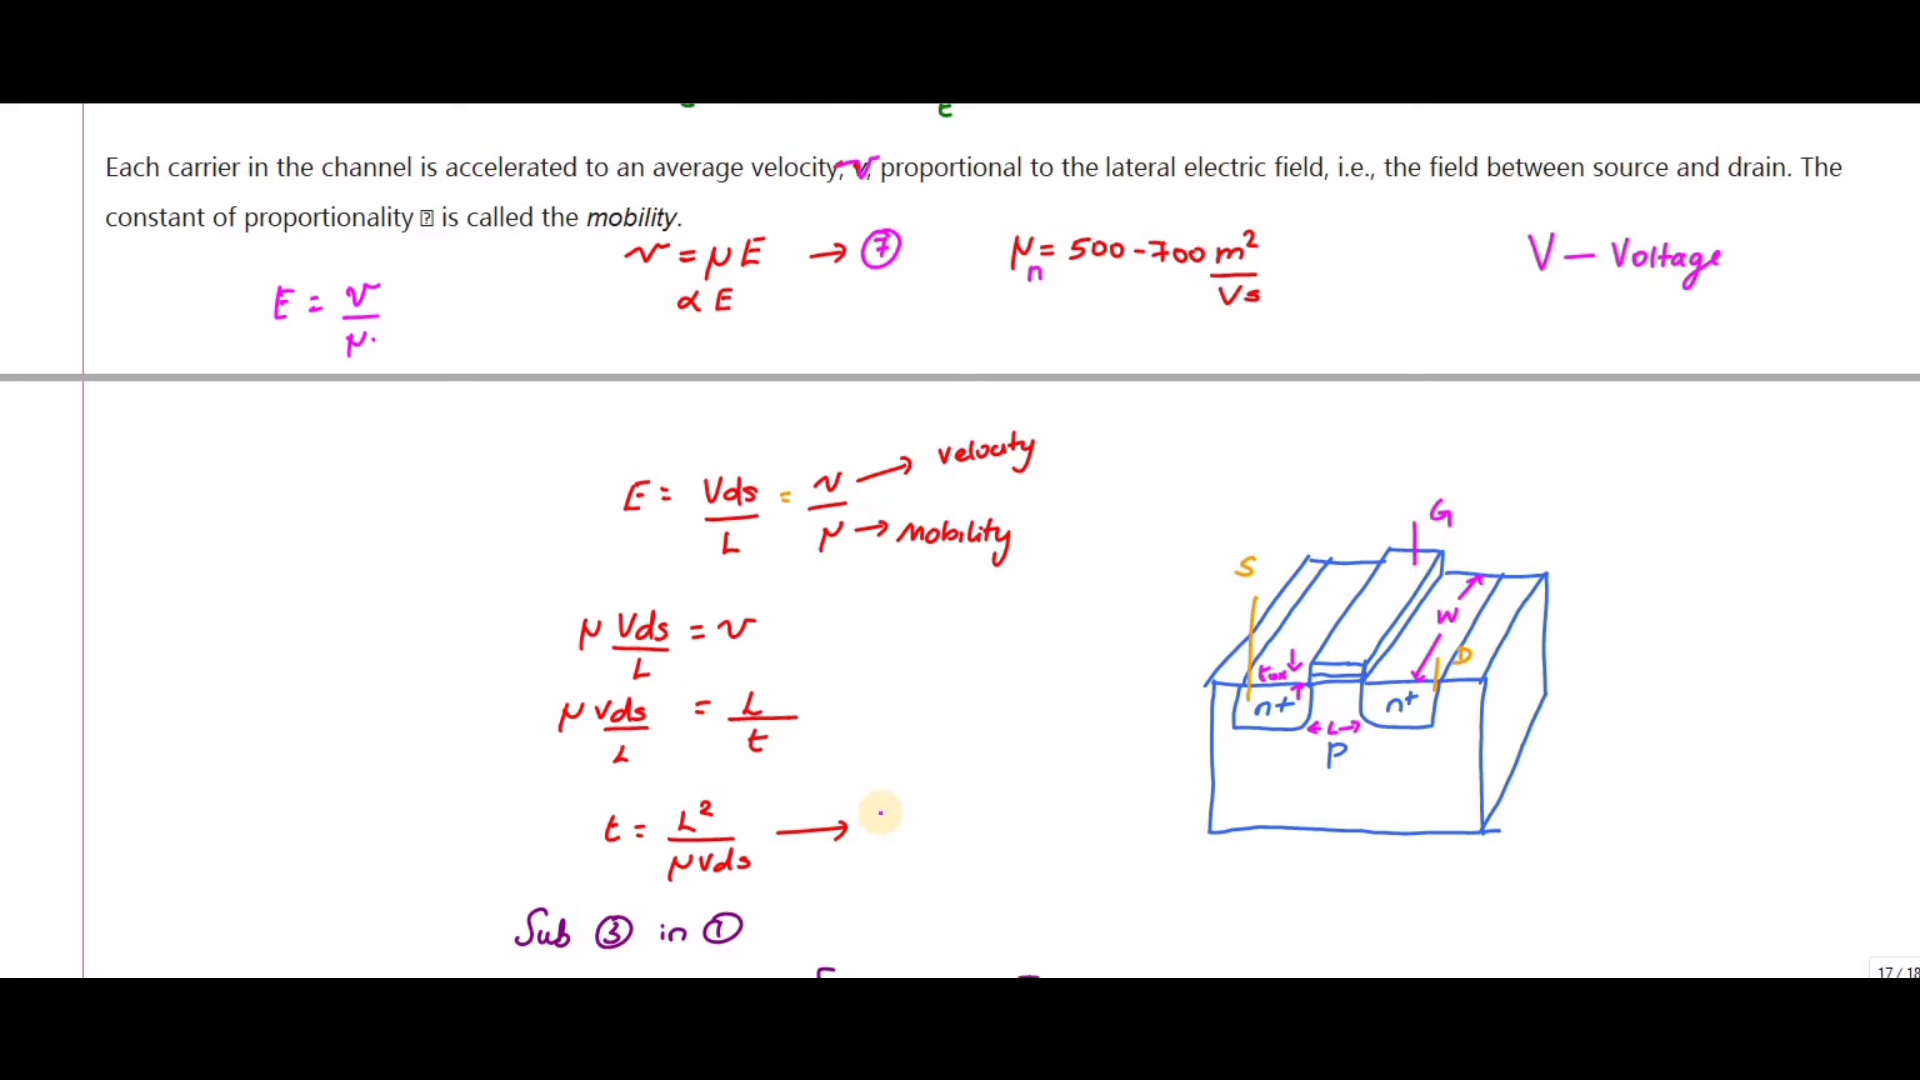 Each carrier in the channel is accelerated to an average velocity, v, proportional to the lateral electric field, i.e., the field between source and drain. The
constant of proportionality is called the mobility.
v = μ E → ⑦
α E
μn = 500-700 m²/Vs
V — Voltage
E = v/μ.
E = Vds/L = v/μ
→ velocity
→ Mobility
μ Vds/L = v
μ Vds/L = L/t
t = L²/μVds →
Sub ③ in ①
G
S
W
D
tox
n+
n+
L
P
17 / 18